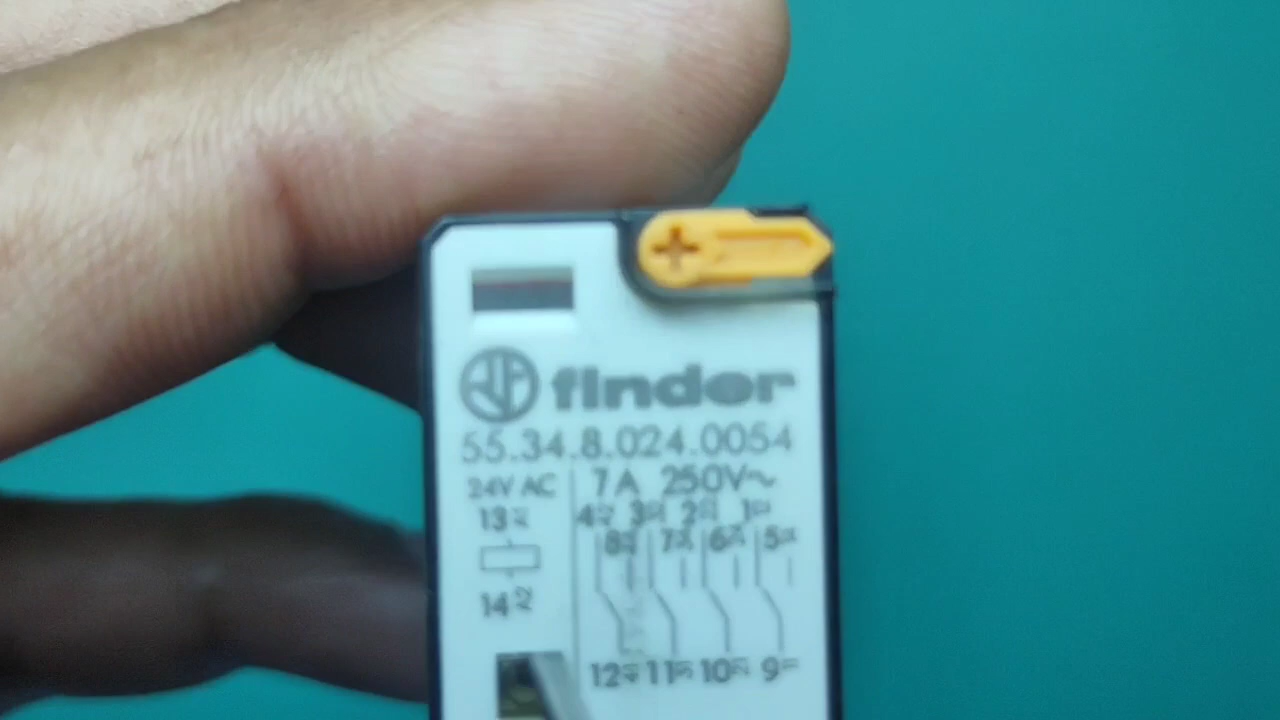 finder
55.34.8.024.0054
24V AC 7A 250V~
13 4 3 2 1
8 7 6 5
14
12 11 10 9